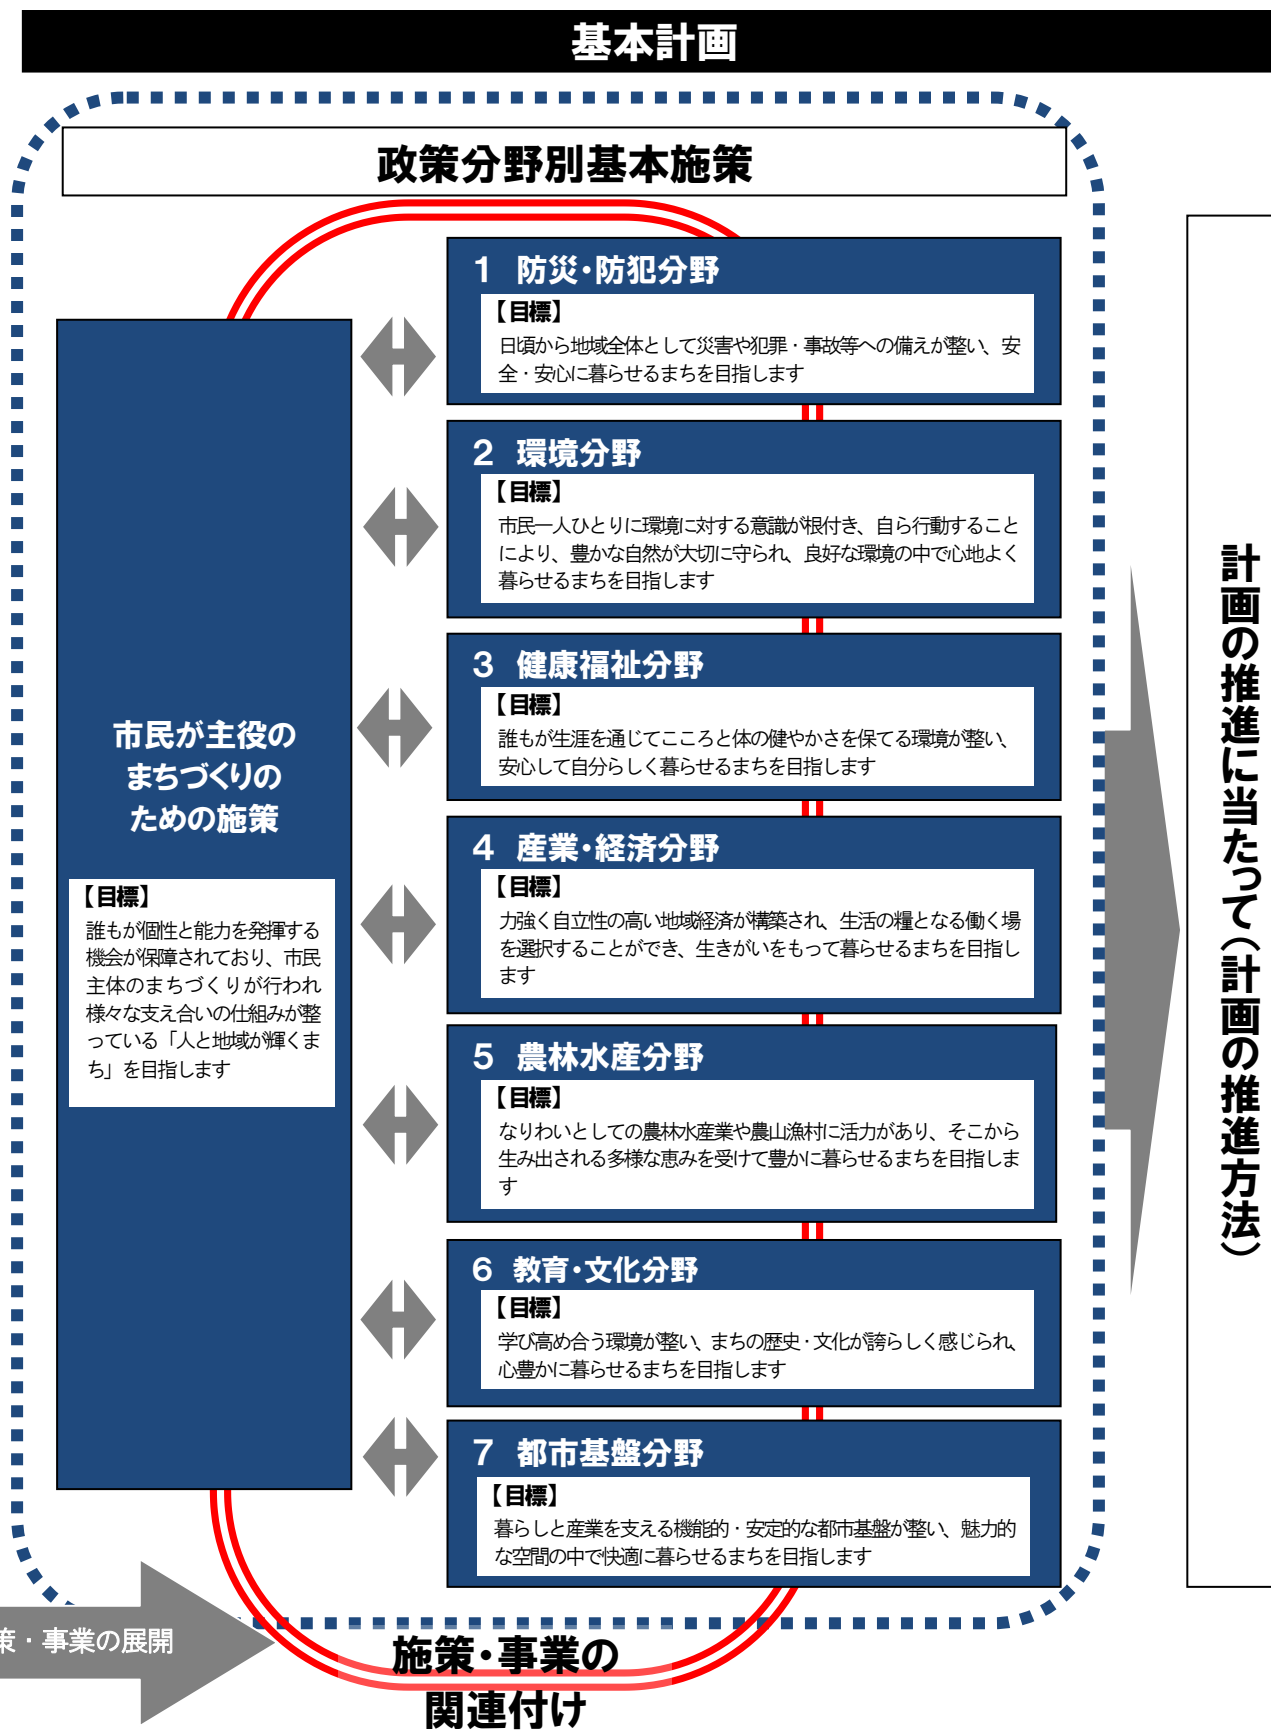 基本計画
政策分野別基本施策
市民が主役の
まちづくりの
ための施策
【目標】
誰もが個性と能力を発揮する
機会が保障されており、市民
主体のまちづくりが行われ
様々な支え合いの仕組みが整
っている「人と地域が輝くま
ち」を目指します
1 防災・防犯分野
【目標】
日頃から地域全体として災害や犯罪・事故等への備えが整い、安
全・安心に暮らせるまちを目指します
2 環境分野
【目標】
市民一人ひとりに環境に対する意識が根付き、自ら行動すること
により、豊かな自然が大切に守られ、良好な環境の中で心地よく
暮らせるまちを目指します
3 健康福祉分野
【目標】
誰もが生涯を通じてこころと体の健やかさを保てる環境が整い、
安心して自分らしく暮らせるまちを目指します
4 産業・経済分野
【目標】
力強く自立性の高い地域経済が構築され、生活の糧となる働く場
を選択することができ、生きがいをもって暮らせるまちを目指し
ます
5 農林水産分野
【目標】
なりわいとしての農林水産業や農山漁村に活力があり、そこから
生み出される多様な恵みを受けて豊かに暮らせるまちを目指しま
す
6 教育・文化分野
【目標】
学び高め合う環境が整い、まちの歴史・文化が誇らしく感じられ、
心豊かに暮らせるまちを目指します
7 都市基盤分野
【目標】
暮らしと産業を支える機能的・安定的な都市基盤が整い、魅力的
な空間の中で快適に暮らせるまちを目指します
計画の推進に当たって（計画の推進方法）
策・事業の展開
施策・事業の
関連付け